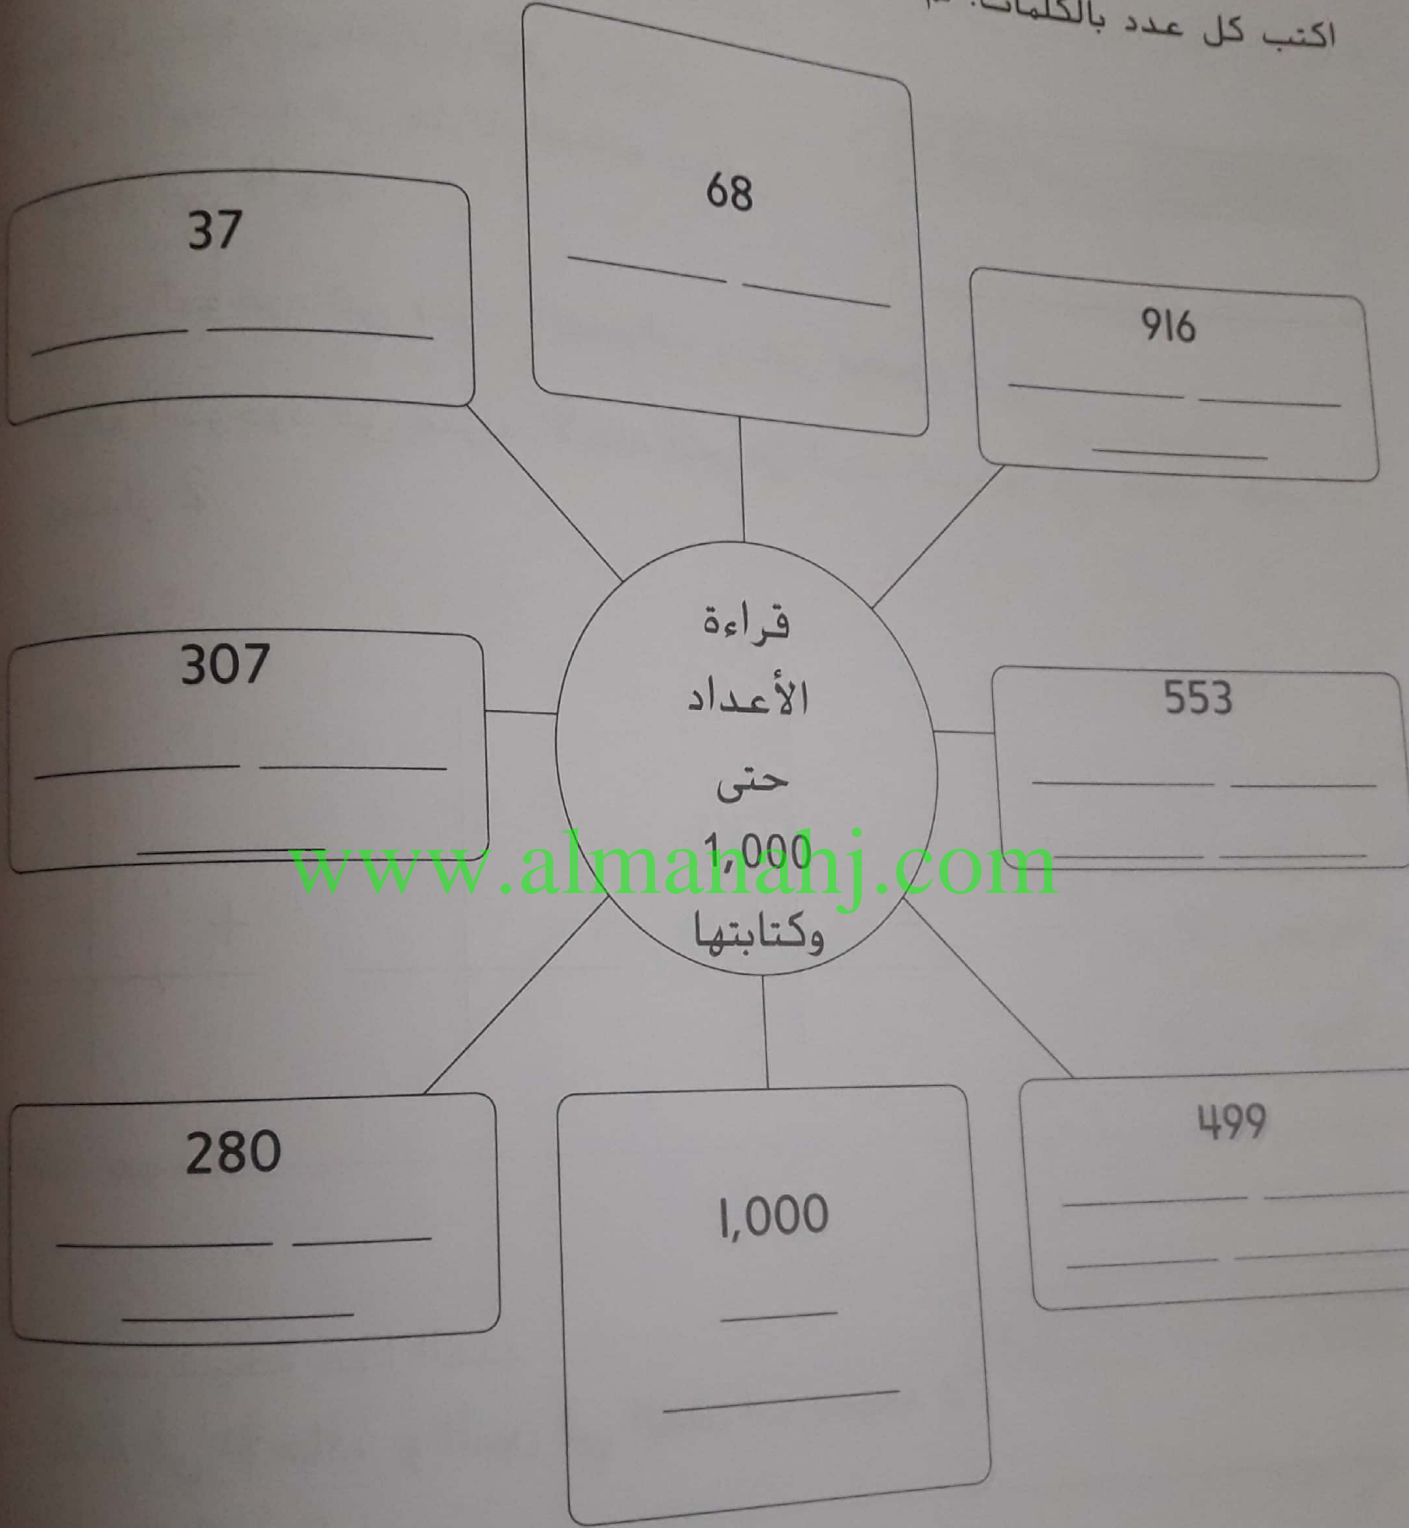 اكتب كل عدد بالكلمات.
68
37
916
قراءة
الأعداد
حتى
1,000
وكتابتها
307
553
www.almanahj.com
280
1,000
499